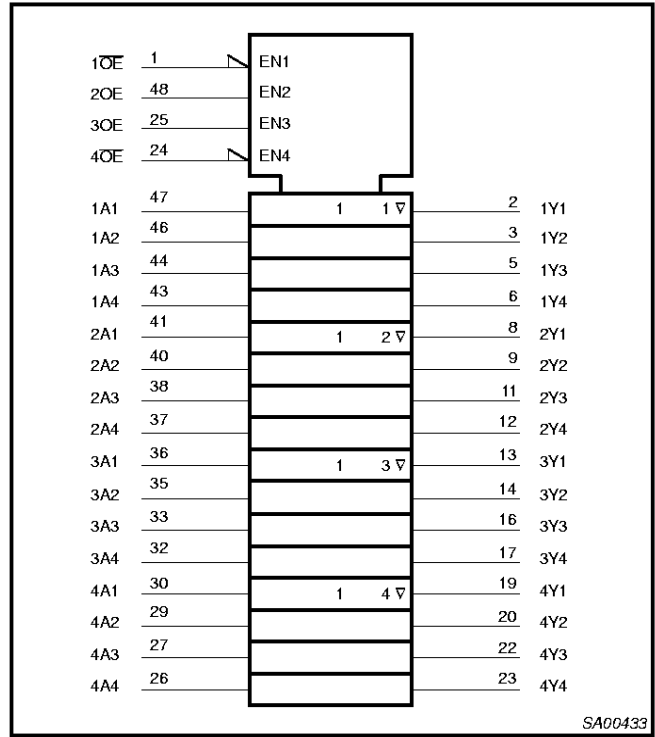 1O̅E̅ 1 EN1
2OE 48 EN2
3OE 25 EN3
4O̅E̅ 24 EN4
1A1 47 1 1 ▽ 2 1Y1
1A2 46 3 1Y2
1A3 44 5 1Y3
1A4 43 6 1Y4
2A1 41 1 2 ▽ 8 2Y1
2A2 40 9 2Y2
2A3 38 11 2Y3
2A4 37 12 2Y4
3A1 36 1 3 ▽ 13 3Y1
3A2 35 14 3Y2
3A3 33 16 3Y3
3A4 32 17 3Y4
4A1 30 1 4 ▽ 19 4Y1
4A2 29 20 4Y2
4A3 27 22 4Y3
4A4 26 23 4Y4
SA00433